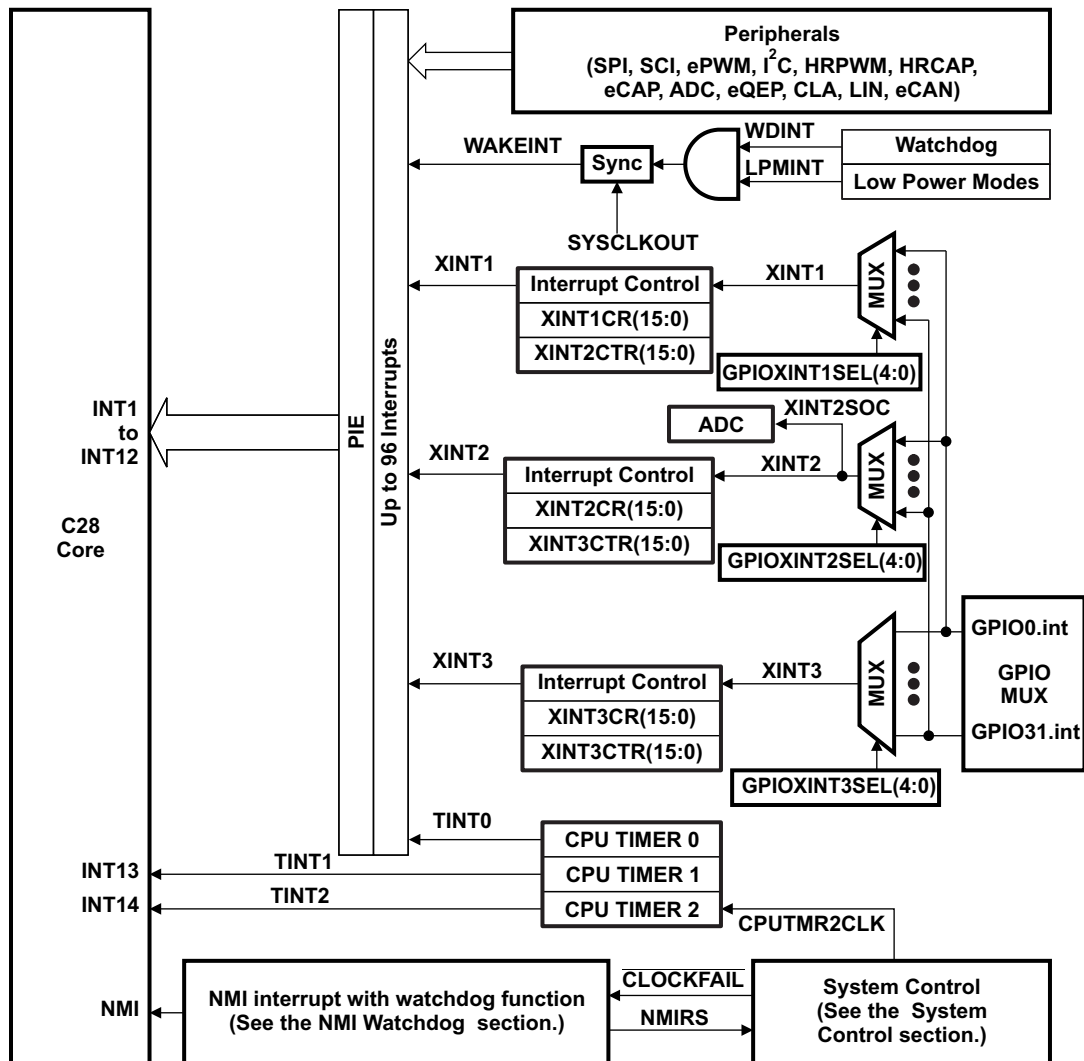 Peripherals
(SPI, SCI, ePWM, I2C, HRPWM, HRCAP,
eCAP, ADC, eQEP, CLA, LIN, eCAN)
WAKEINT
Sync
WDINT
LPMINT
Watchdog
Low Power Modes
SYSCLKOUT
XINT1
Interrupt Control
XINT1CR(15:0)
XINT2CTR(15:0)
XINT1
MUX
GPIOXINT1SEL(4:0)
INT1
to
INT12
PIE
Up to 96 Interrupts
C28
Core
ADC
XINT2SOC
XINT2
Interrupt Control
XINT2CR(15:0)
XINT3CTR(15:0)
XINT2
MUX
GPIOXINT2SEL(4:0)
XINT3
Interrupt Control
XINT3CR(15:0)
XINT3CTR(15:0)
XINT3
MUX
GPIOXINT3SEL(4:0)
GPIO0.int
GPIO
MUX
GPIO31.int
TINT0
CPU TIMER 0
INT13
TINT1
CPU TIMER 1
INT14
TINT2
CPU TIMER 2
CPUTMR2CLK
NMI
NMI interrupt with watchdog function
(See the NMI Watchdog section.)
CLOCKFAIL
NMIRS
System Control
(See the System
Control section.)